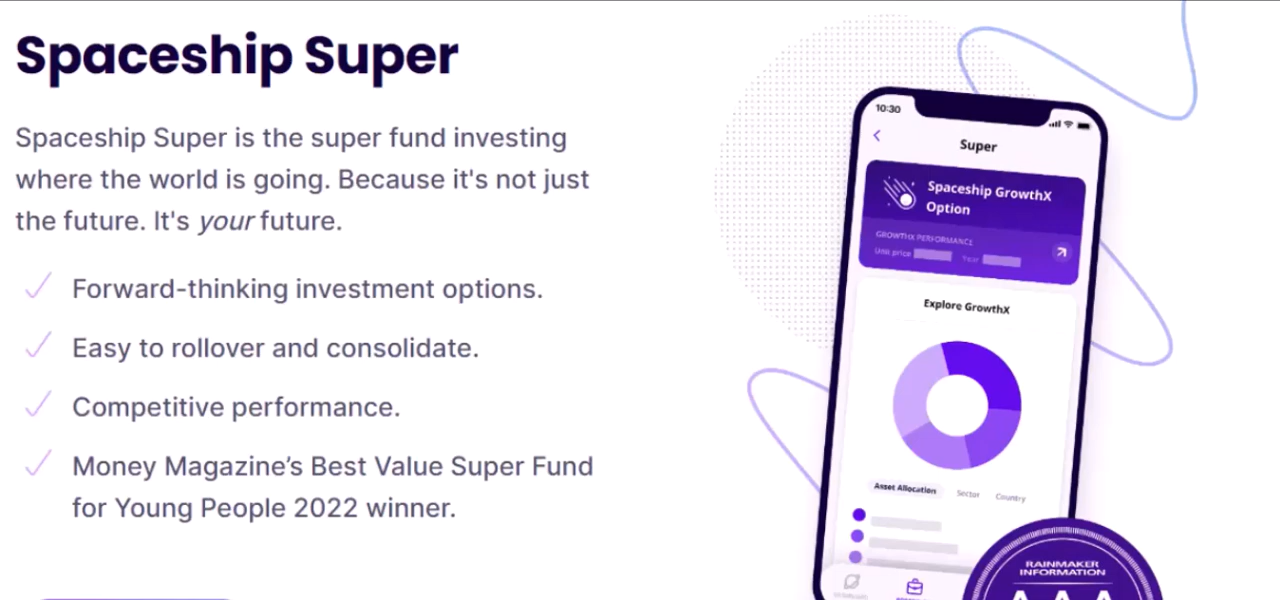 Spaceship Super
Spaceship Super is the super fund investing
where the world is going. Because it's not just
the future. It's your future.
Forward-thinking investment options.
Easy to rollover and consolidate.
Competitive performance.
Money Magazine’s Best Value Super Fund
for Young People 2022 winner.
10:30
Super
Spaceship GrowthX
Option
GROWTHX PERFORMANCE
Unit price
Year
Explore GrowthX
Asset Allocation Sector Country
RAINMAKER
INFORMATION
A A A